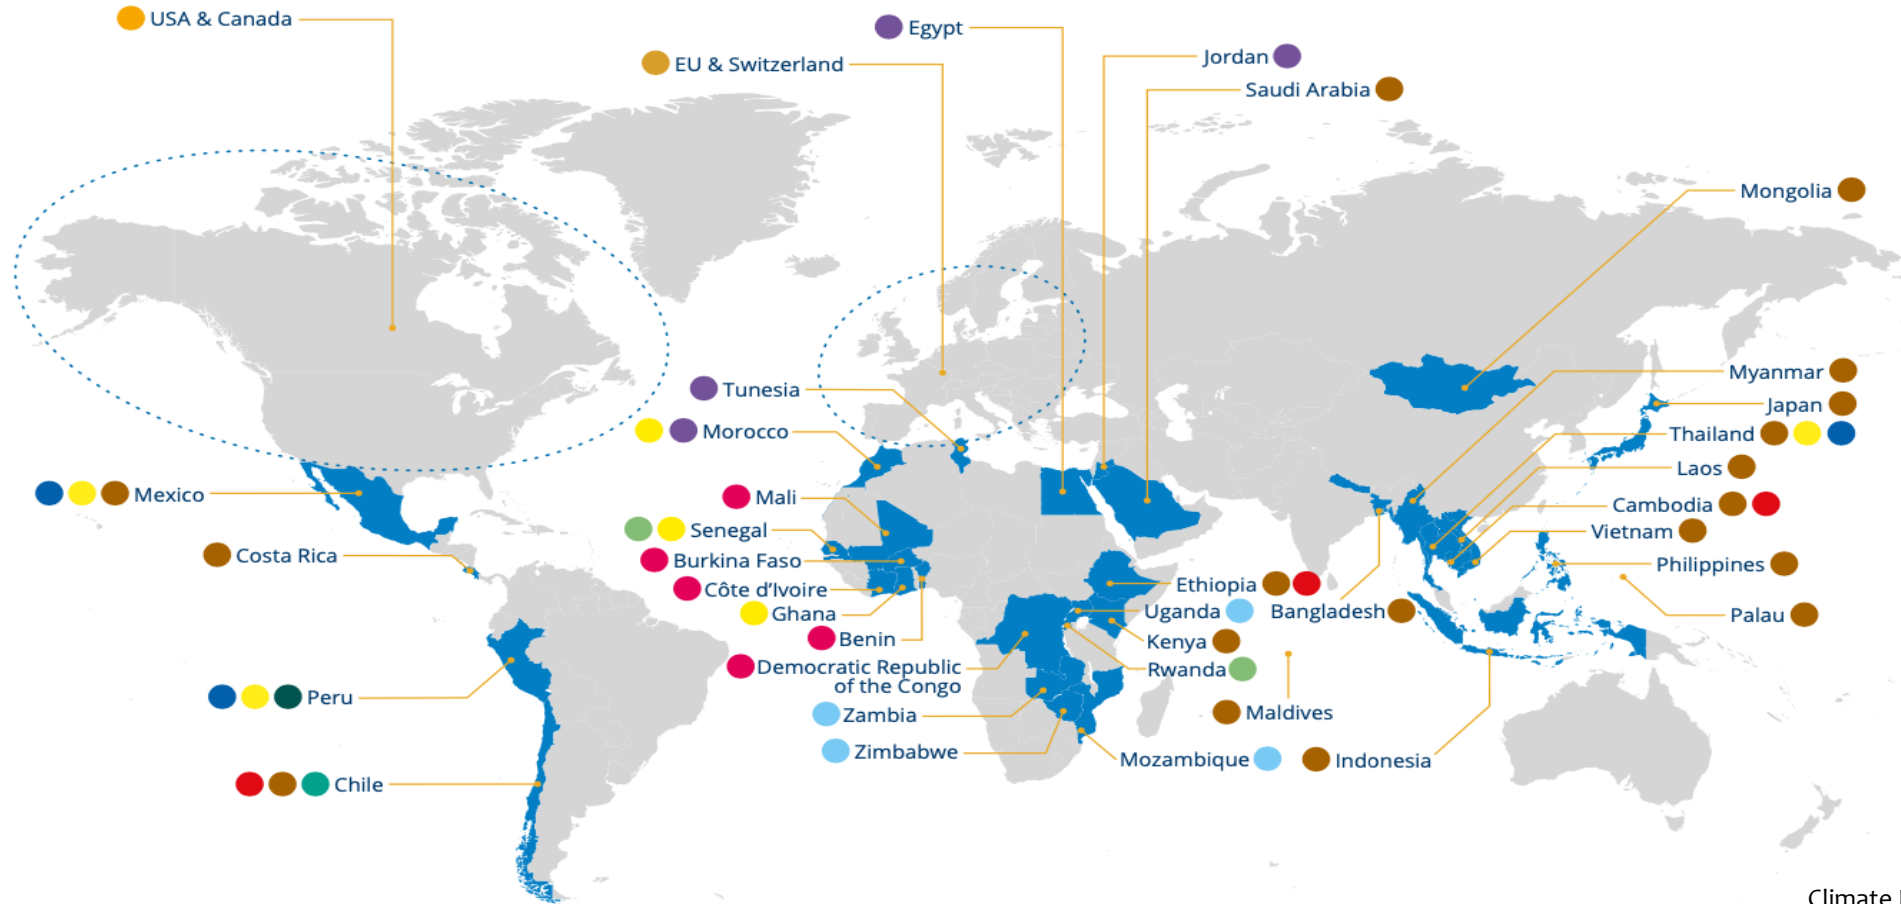 USA & Canada
Egypt
Jordan
EU & Switzerland
Saudi Arabia
Mongolia
Myanmar
Tunesia
Japan
Morocco
Thailand
Laos
Mexico
Mali
Cambodia
Senegal
Vietnam
Costa Rica
Burkina Faso
Philippines
Côte d'Ivoire
Ethiopia
Ghana
Uganda
Bangladesh
Palau
Benin
Kenya
Democratic Republic
of the Congo
Rwanda
Peru
Zambia
Maldives
Zimbabwe
Mozambique
Indonesia
Chile
Climate